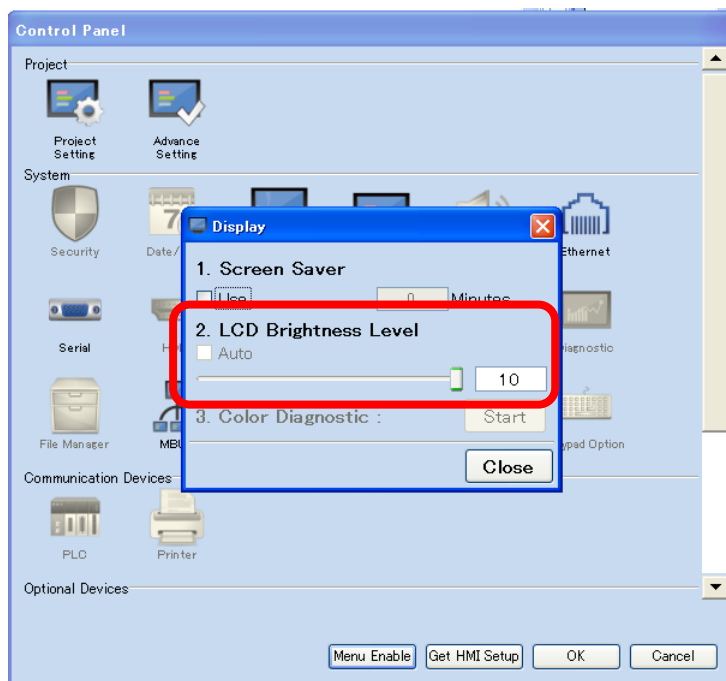 Control Panel
Project
Project Setting
Advance Setting
System
Security
Date/
7
Display
Ethernet
1. Screen Saver
Use
0
Minutes
2. LCD Brightness Level
Auto
10
Serial
iagnostic
3. Color Diagnostic :
Start
File Manager
MBU
ypad Option
Close
Communication Devices
PLC
Printer
Optional Devices
Menu Enable
Get HMI Setup
OK
Cancel